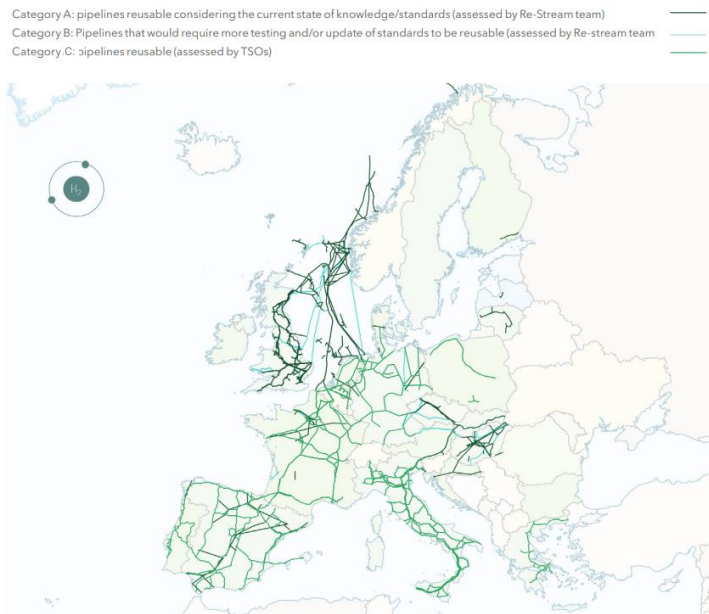 Category A: pipelines reusable considering the current state of knowledge/standards (assessed by Re-Stream team)
Category B: Pipelines that would require more testing and/or update of standards to be reusable (assessed by Re-stream team
Category .C: pipelines reusable (assessed by TSOs)
H₂